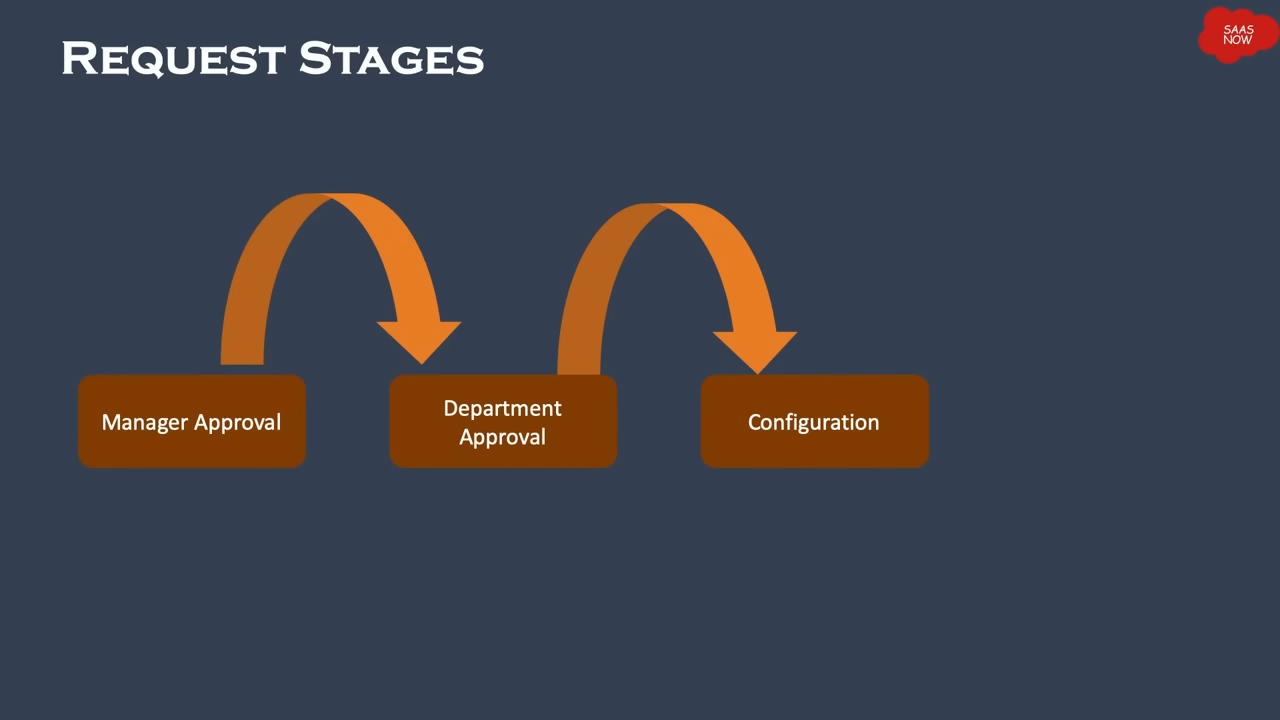 Request Stages
SAAS
NOW
Manager Approval
Department
Approval
Configuration